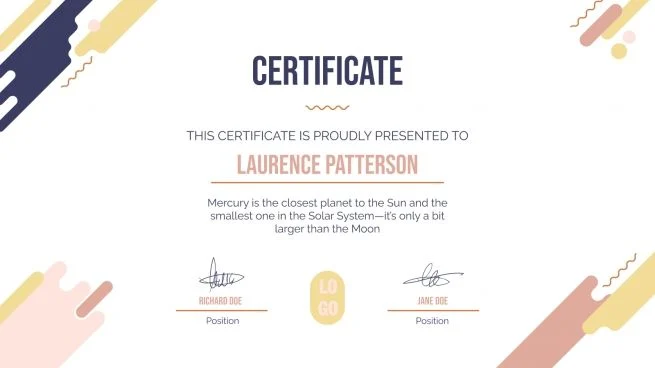 CERTIFICATE
THIS CERTIFICATE IS PROUDLY PRESENTED TO
LAURENCE PATTERSON
Mercury is the closest planet to the Sun and the
smallest one in the Solar System—it's only a bit
larger than the Moon
RICHARD DOE
Position
LO
GO
JANE DOE
Position